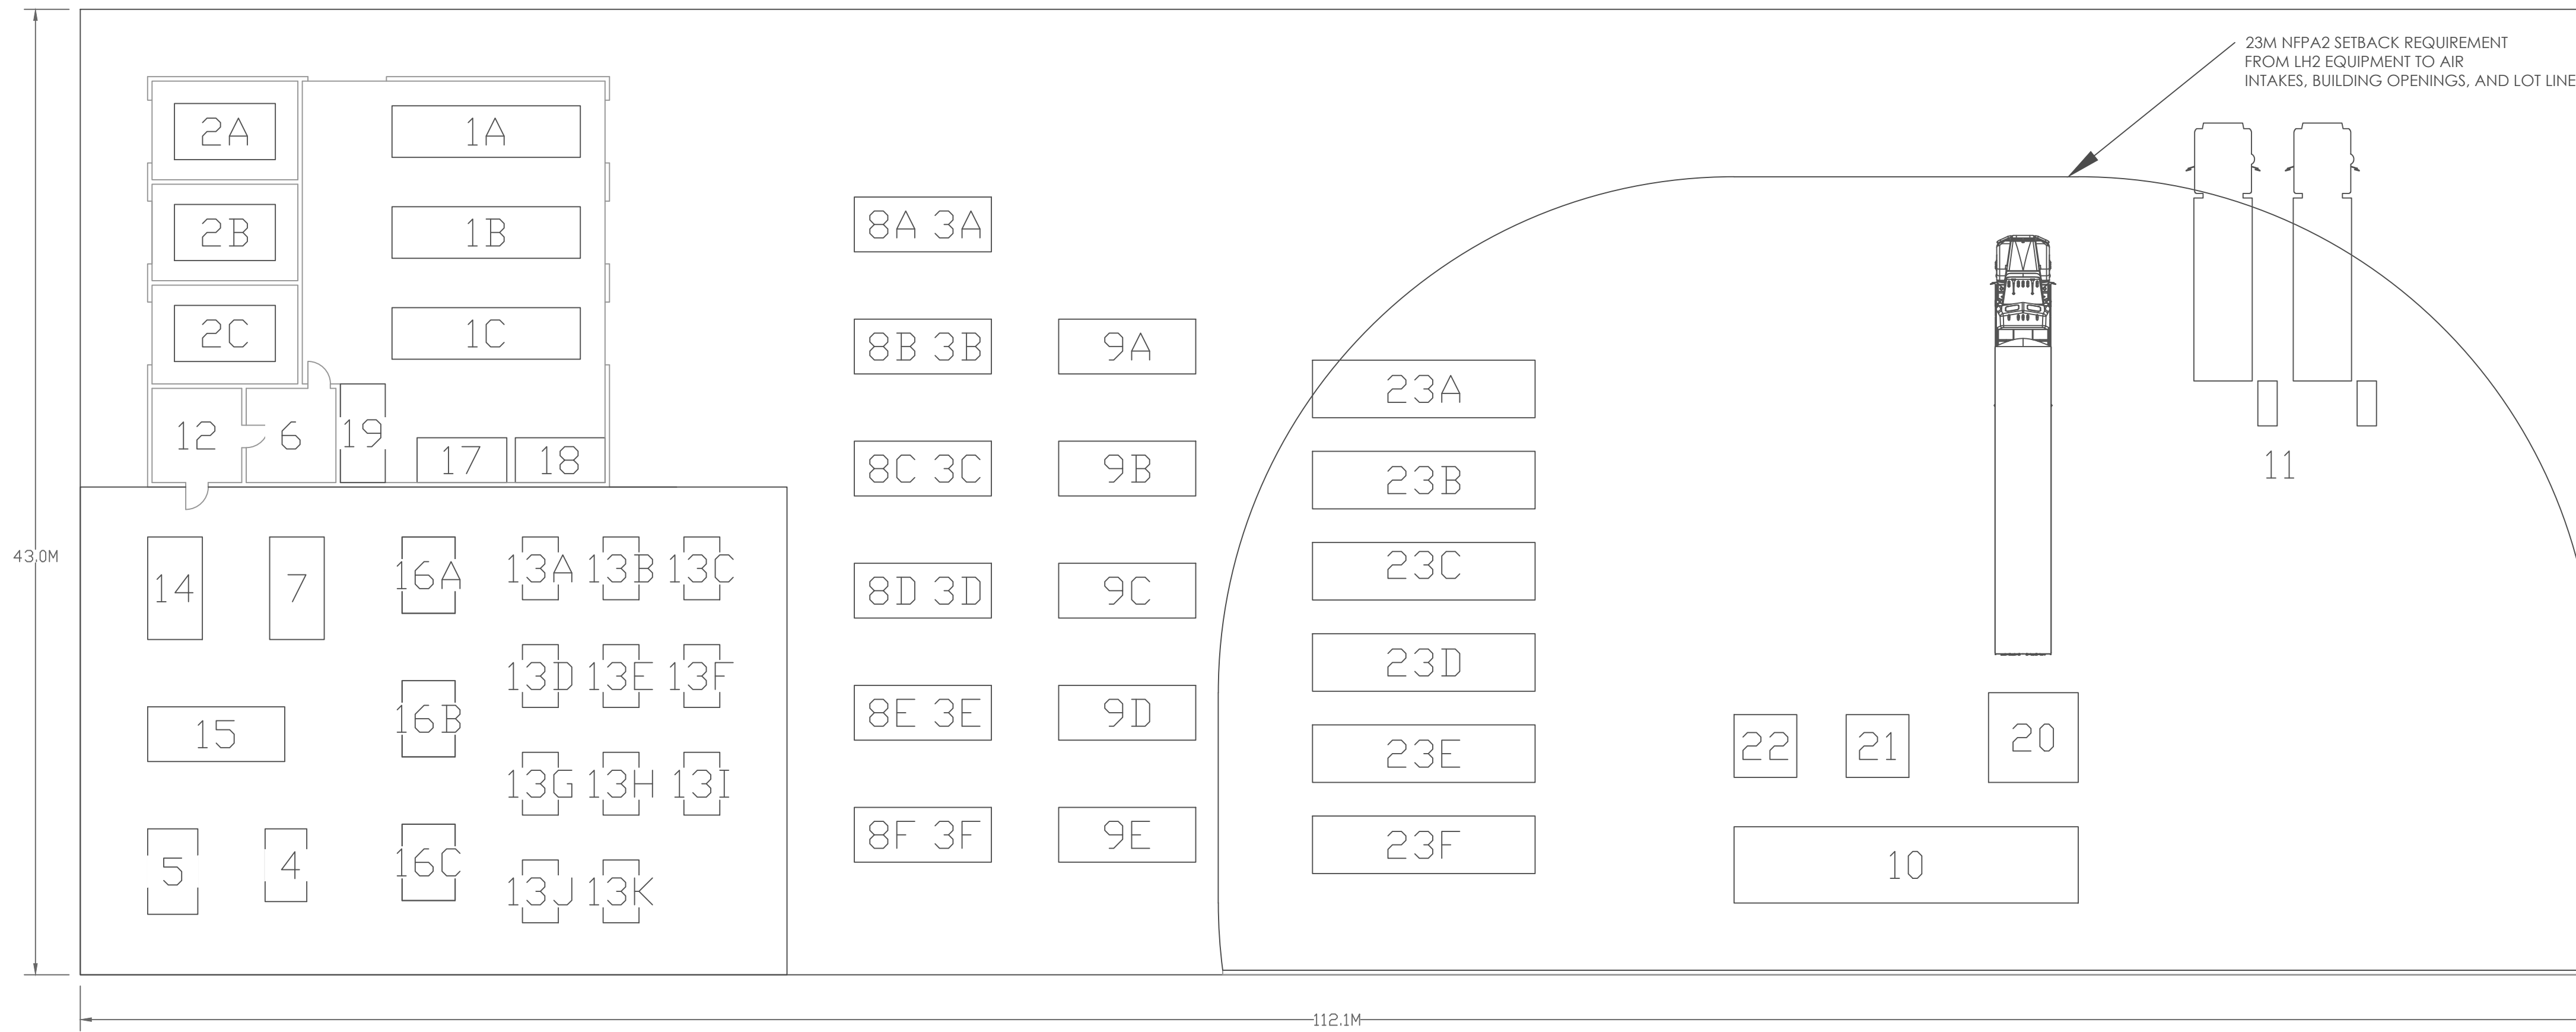 23M NFPA2 SETBACK REQUIREMENT
FROM LH2 EQUIPMENT TO AIR
INTAKES, BUILDING OPENINGS, AND LOT LINE
2A
1A
2B
1B
2C
1C
12
6
19
17
18
8A 3A
8B 3B
9A
8C 3C
9B
8D 3D
9C
8E 3E
9D
8F 3F
9E
23A
23B
23C
23D
23E
23F
11
43.0M
14
7
16A
13A
13B
13C
13D
13E
13F
15
16B
13G
13H
13I
5
4
16C
13J
13K
22
21
20
10
112.1M